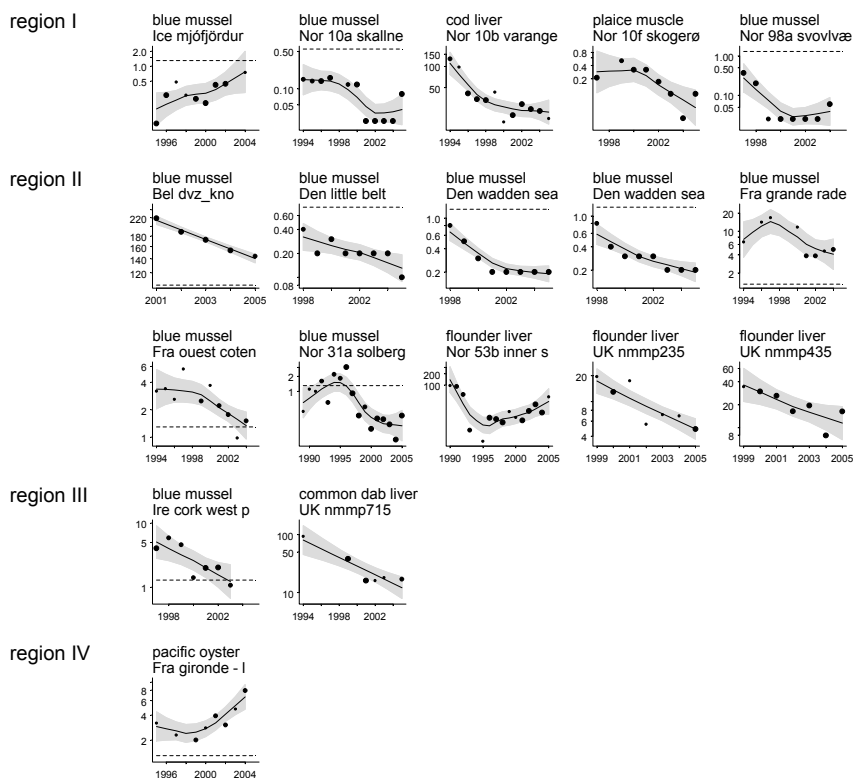 region I
blue mussel
Ice mjófjördur
2.0
1.0
0.5
1996 2000 2004
blue mussel
Nor 10a skallne
0.50
0.10
0.05
1994 1998 2002
cod liver
Nor 10b varange
150
100
50
1994 1998 2002
plaice muscle
Nor 10f skogerø
0.8
0.4
0.2
1998 2002
blue mussel
Nor 98a svovlvæ
1.00
0.50
0.10
0.05
1998 2002
region II
blue mussel
Bel dvz_kno
220
180
160
140
120
2001 2003 2005
blue mussel
Den little belt
0.60
0.40
0.20
0.08
1998 2002
blue mussel
Den wadden sea
1.0
0.6
0.4
0.2
1998 2002
blue mussel
Den wadden sea
1.0
0.6
0.4
0.2
1998 2002
blue mussel
Fra grande rade
20
10
6
4
2
1
1994 1998 2002
blue mussel
Fra ouest coten
6
4
2
1
1994 1998 2002
blue mussel
Nor 31a solberg
2
1
1990 1995 2000 2005
flounder liver
Nor 53b inner s
200
100
1990 1995 2000 2005
flounder liver
UK nmmp235
20
10
8
6
4
1999 2001 2003 2005
flounder liver
UK nmmp435
60
40
20
8
1999 2001 2003 2005
region III
blue mussel
Ire cork west p
10
5
1
1998 2002
common dab liver
UK nmmp715
100
50
10
1994 1998 2002
region IV
pacific oyster
Fra gironde - l
8
6
4
2
1996 2000 2004